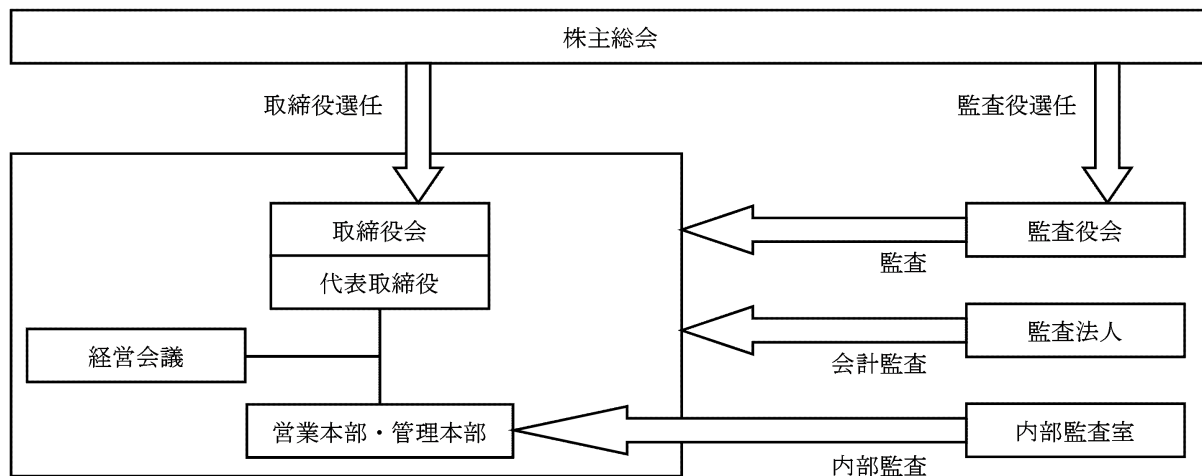 株主総会
取締役選任
監査役選任
取締役会
監査役会
監査
代表取締役
監査法人
経営会議
会計監査
営業本部・管理本部
内部監査室
内部監査